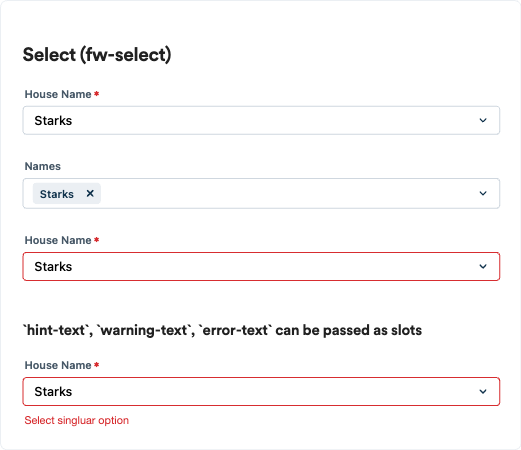 Select (fw-select)
House Name *
Starks
Names
Starks ×
House Name *
Starks
`hint-text`, `warning-text`, `error-text` can be passed as slots
House Name *
Starks
Select singluar option